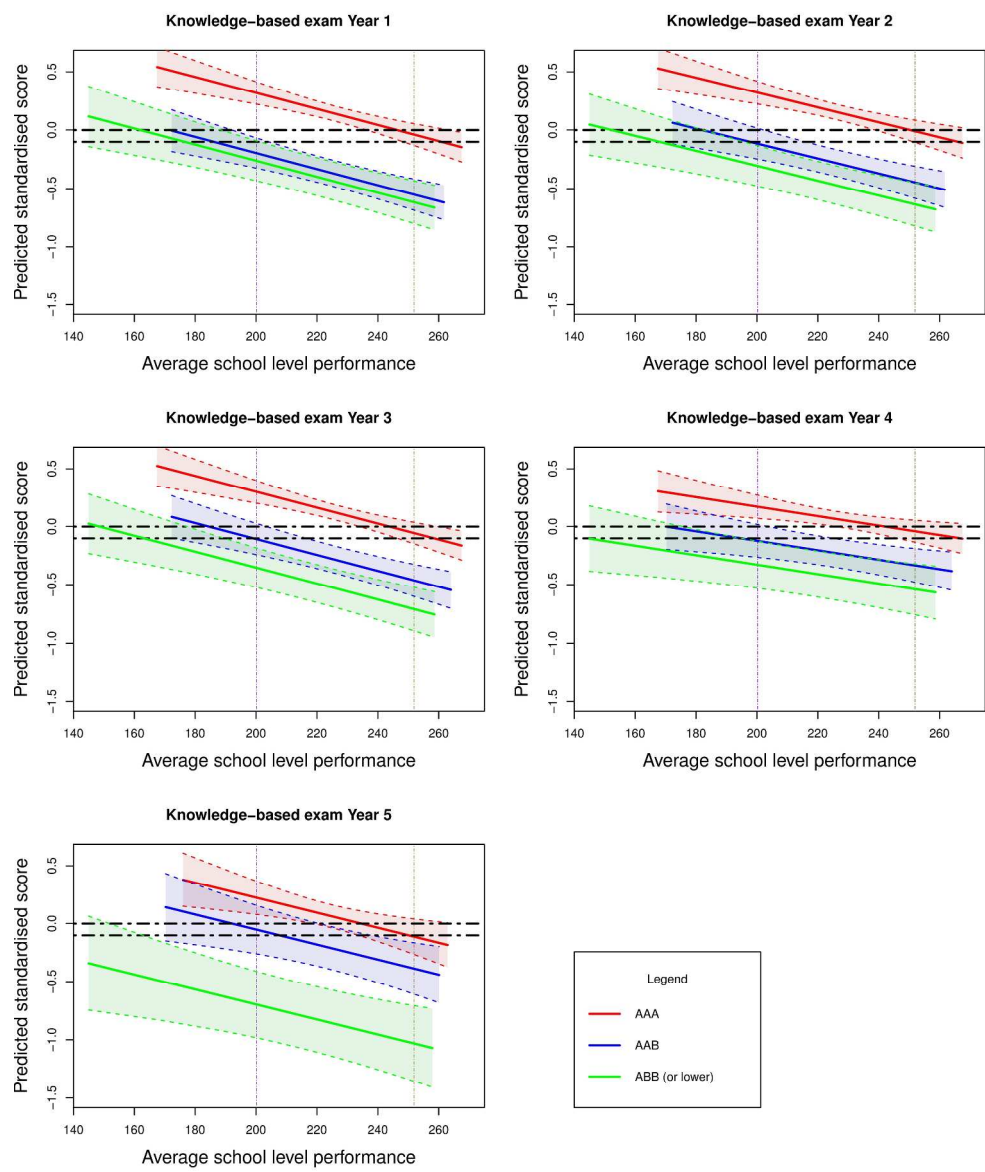 Knowledge−based exam Year 1
Predicted standardised score
0.5
0.0
−0.5
−1.0
−1.5
140 160 180 200 220 240 260
Average school level performance
Knowledge−based exam Year 2
Predicted standardised score
0.5
0.0
−0.5
−1.0
−1.5
140 160 180 200 220 240 260
Average school level performance
Knowledge−based exam Year 3
Predicted standardised score
0.5
0.0
−0.5
−1.0
−1.5
140 160 180 200 220 240 260
Average school level performance
Knowledge−based exam Year 4
Predicted standardised score
0.5
0.0
−0.5
−1.0
−1.5
140 160 180 200 220 240 260
Average school level performance
Knowledge−based exam Year 5
Predicted standardised score
0.5
0.0
−0.5
−1.0
−1.5
140 160 180 200 220 240 260
Average school level performance
Legend
AAA
AAB
ABB (or lower)